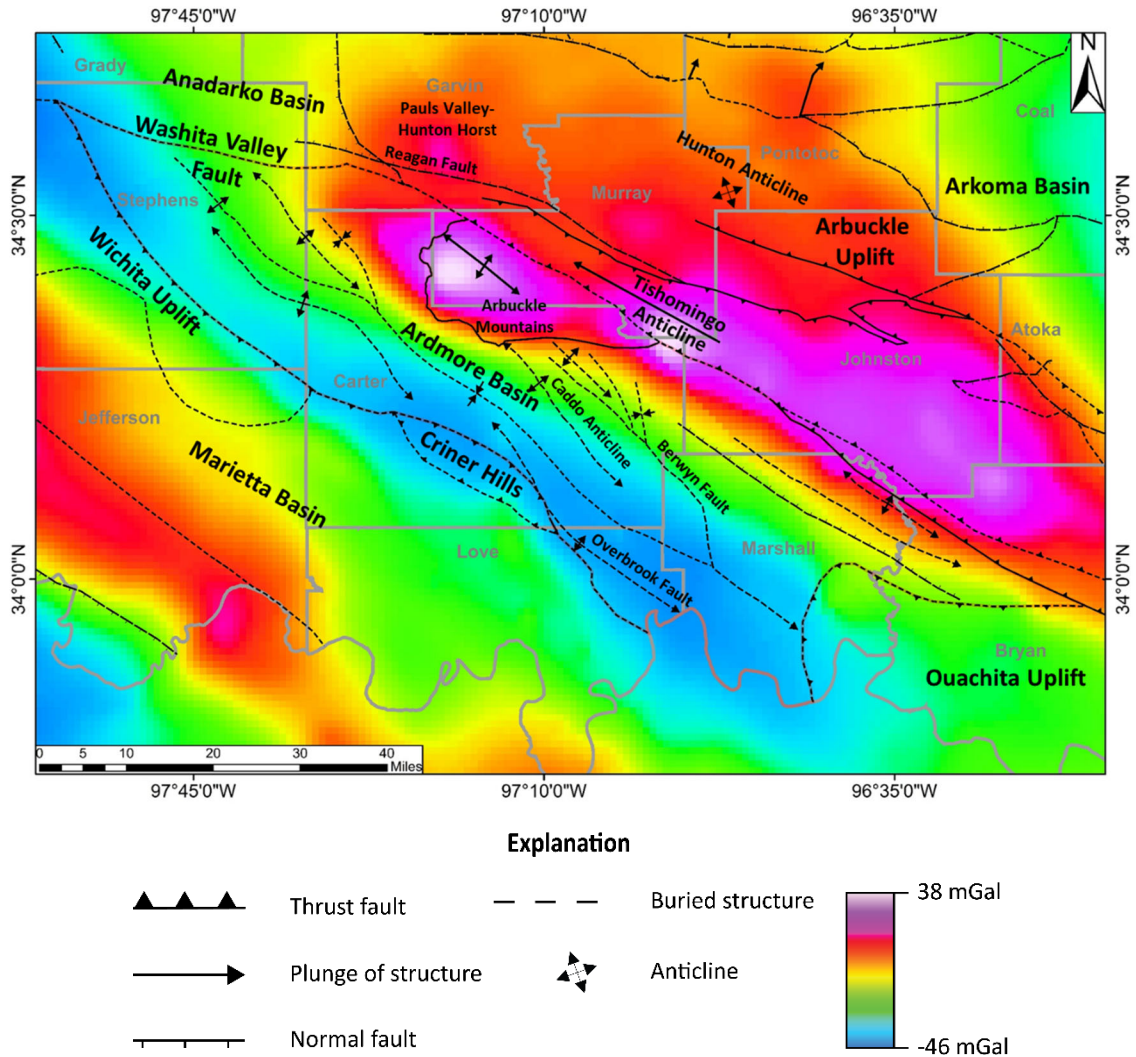 97°45'0"W
97°10'0"W
96°35'0"W
N
Grady
Anadarko Basin
Garvin
Pauls Valley-
Hunton Horst
Coal
Washita Valley
Fault
Reagan Fault
Hunton Anticline
Pontotoc
Arkoma Basin
34°30'0"N
34°30'0"N
Stephens
Murray
Arbuckle
Uplift
Wichita Uplift
Tishomingo
Anticline
Arbuckle
Mountains
Atoka
Ardmore Basin
Johnston
Carter
Jefferson
Caddo Anticline
Criner Hills
Berwyn Fault
Marietta Basin
Love
Overbrook Fault
Marshall
34°0'0"N
34°0'0"N
Bryan
Ouachita Uplift
0 5 10 20 30 40
Miles
97°45'0"W
97°10'0"W
96°35'0"W
Explanation
Thrust fault
Buried structure
38 mGal
Plunge of structure
Anticline
Normal fault
-46 mGal